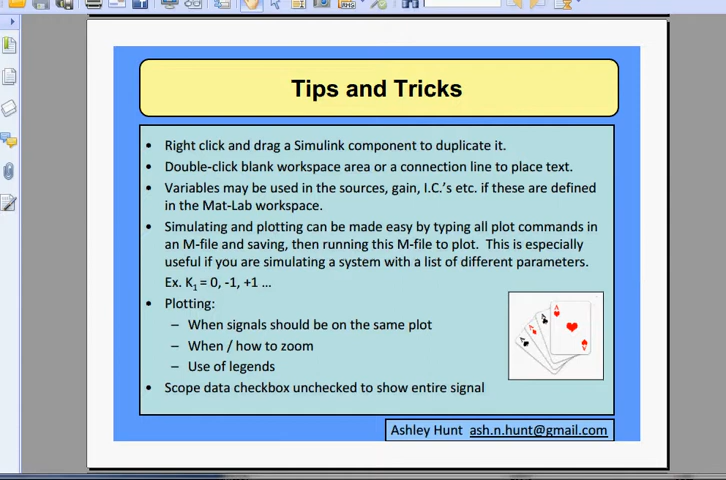 Tips and Tricks
• Right click and drag a Simulink component to duplicate it.
• Double-click blank workspace area or a connection line to place text.
• Variables may be used in the sources, gain, I.C.'s etc. if these are defined
in the Mat-Lab workspace.
• Simulating and plotting can be made easy by typing all plot commands in
an M-file and saving, then running this M-file to plot. This is especially
useful if you are simulating a system with a list of different parameters.
Ex. K₁ = 0, -1, +1 …
• Plotting:
– When signals should be on the same plot
– When / how to zoom
– Use of legends
• Scope data checkbox unchecked to show entire signal
Ashley Hunt ash.n.hunt@gmail.com